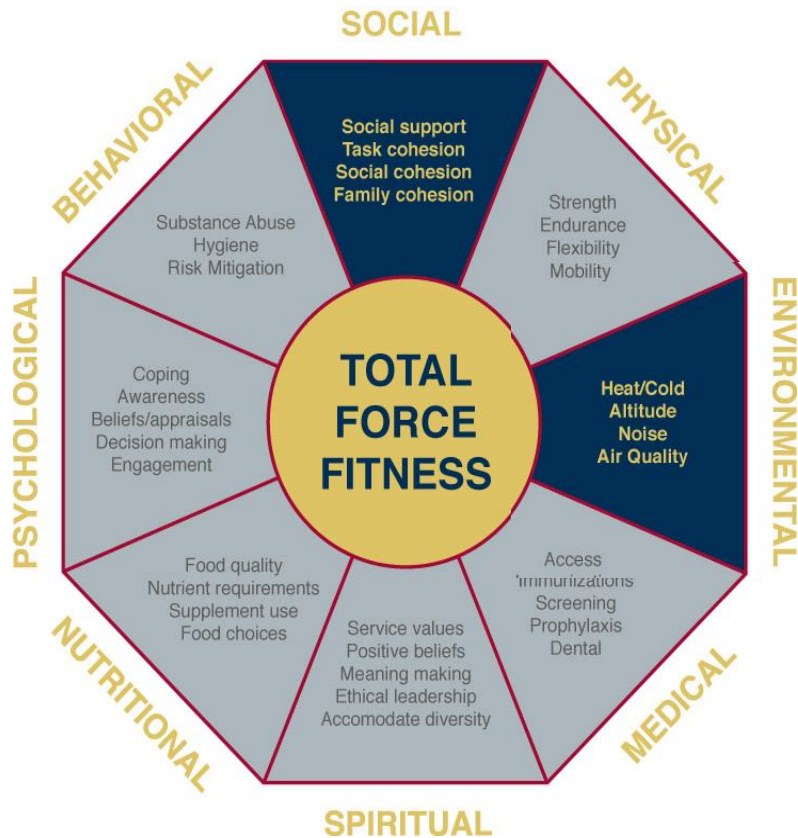 SOCIAL
Social support
Task cohesion
Social cohesion
Family cohesion
PHYSICAL
Strength
Endurance
Flexibility
Mobility
ENVIRONMENTAL
Heat/Cold
Altitude
Noise
Air Quality
MEDICAL
Access
Immunizations
Screening
Prophylaxis
Dental
SPIRITUAL
Service values
Positive beliefs
Meaning making
Ethical leadership
Accomodate diversity
NUTRITIONAL
Food quality
Nutrient requirements
Supplement use
Food choices
PSYCHOLOGICAL
Coping
Awareness
Beliefs/appraisals
Decision making
Engagement
BEHAVIORAL
Substance Abuse
Hygiene
Risk Mitigation
TOTAL
FORCE
FITNESS